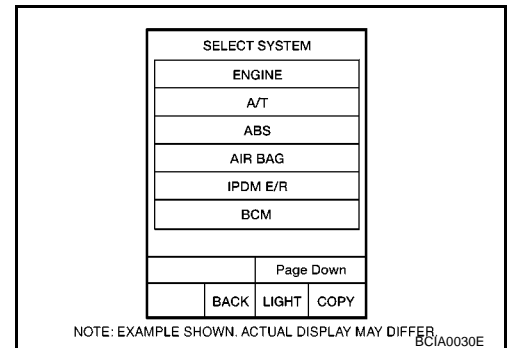 SELECT SYSTEM
ENGINE
A/T
ABS
AIR BAG
IPDM E/R
BCM
Page Down
BACK LIGHT COPY
NOTE: EXAMPLE SHOWN. ACTUAL DISPLAY MAY DIFFER.
BCIA0030E